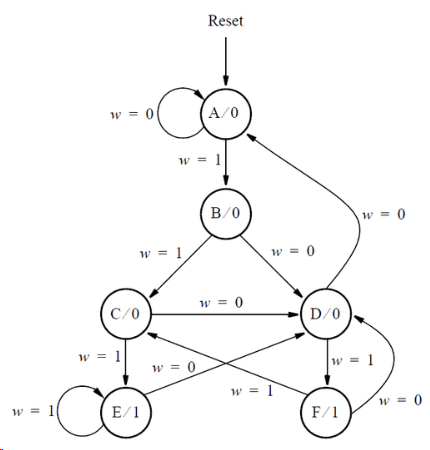 Reset
w = 0
A/0
w = 1
B/0
w = 0
w = 1
w = 0
w = 0
C/0
D/0
w = 1
w = 0
w = 1
w = 1
w = 0
w = 1
E/1
F/1